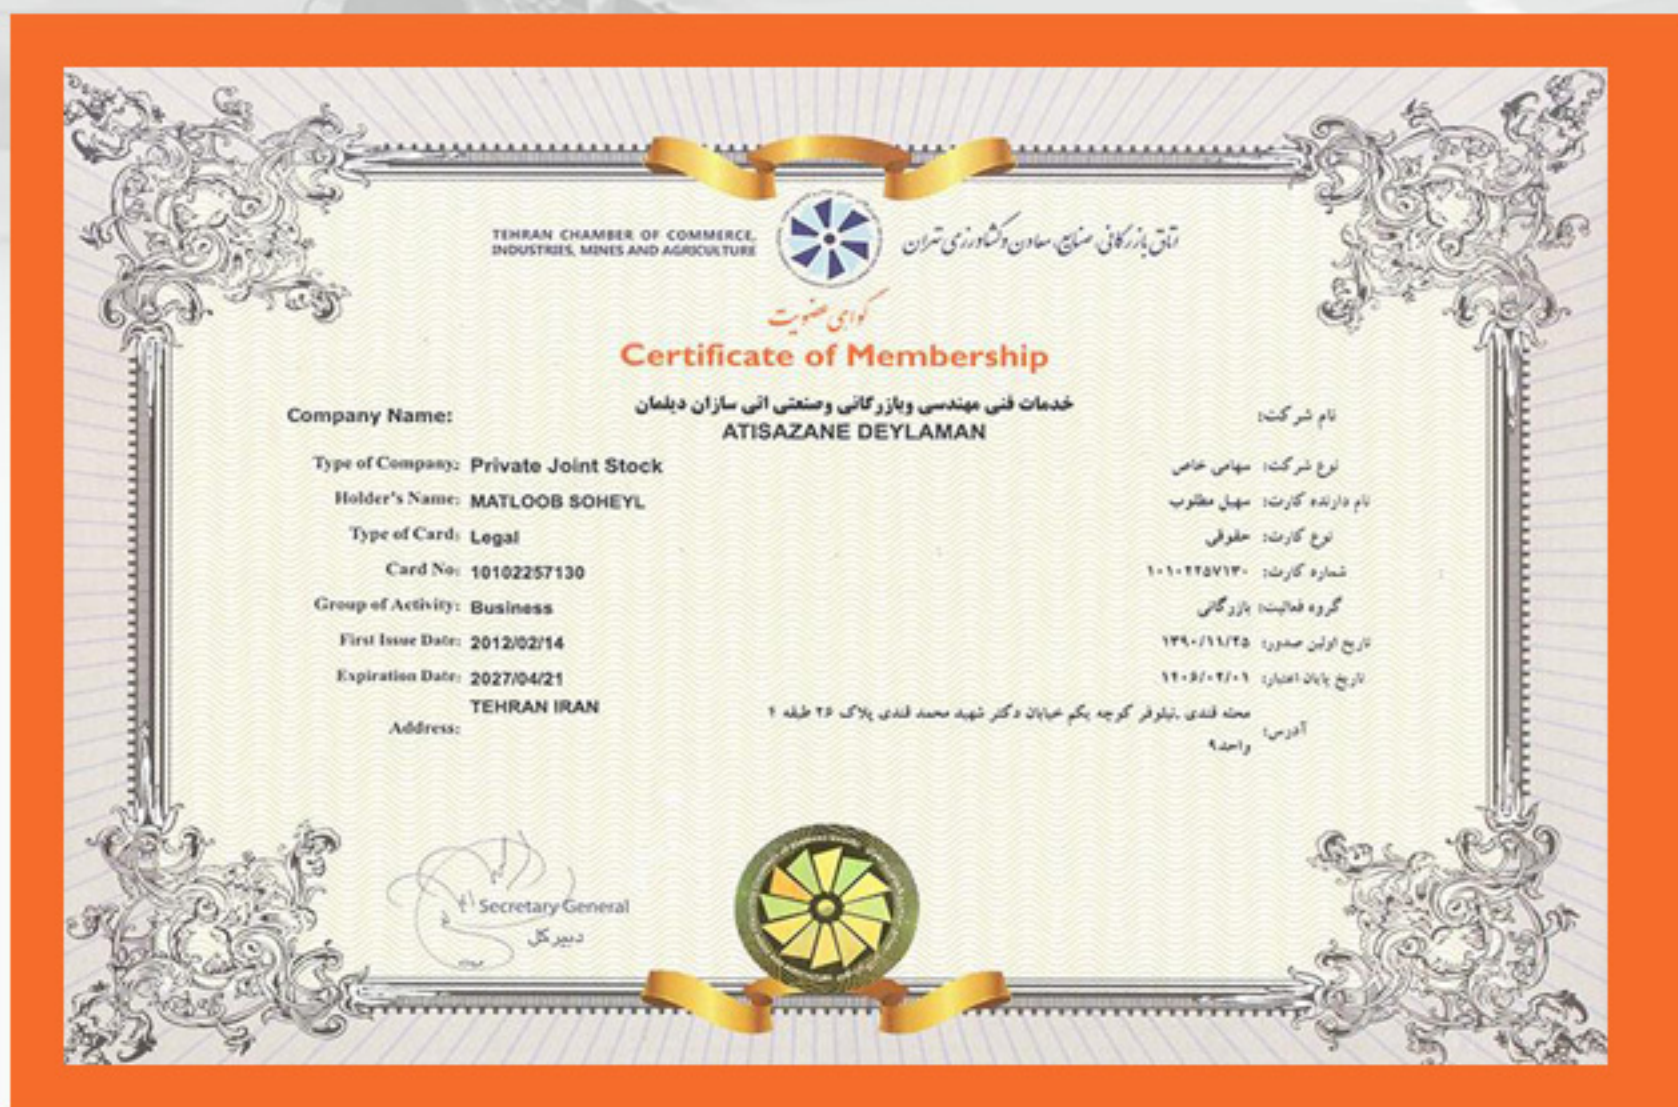 TEHRAN CHAMBER OF COMMERCE,
INDUSTRIES, MINES AND AGRICULTURE
اتاق بازرگانی، صنایع، معادن و کشاورزی تهران
گواهی عضویت
Certificate of Membership
Company Name:
خدمات فنی مهندسی وبازرگانی وصنعتی اتی سازان دیلمان
ATISAZANE DEYLAMAN
نام شرکت:
Type of Company: Private Joint Stock
نوع شرکت: سهامی خاص
Holder's Name: MATLOOB SOHEYL
نام دارنده کارت: سهیل مطلوب
Type of Card: Legal
نوع کارت: حقوقی
Card No: 10102257130
شماره کارت: ۱۰۱۰۲۲۵۷۱۳۰
Group of Activity: Business
گروه فعالیت: بازرگانی
First Issue Date: 2012/02/14
تاریخ اولین صدور: ۱۳۹۰/۱۱/۲۵
Expiration Date: 2027/04/21
تاریخ پایان اعتبار: ۱۴۰۶/۰۲/۰۱
Address: TEHRAN IRAN
آدرس: محله قندی .نیلوفر کوچه یکم خیابان دکتر شهید محمد قندی پلاک ۲۶ طبقه ۴
واحد۹
Secretary General
دبیر کل